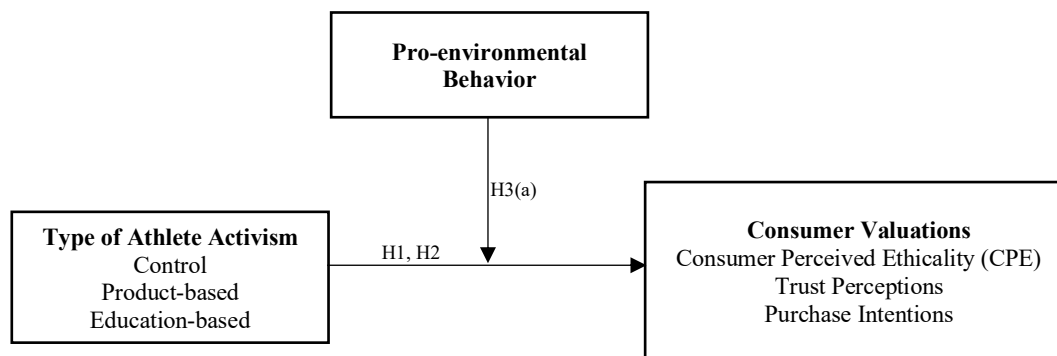 Pro-environmental
Behavior
H3(a)
Type of Athlete Activism
Control
Product-based
Education-based
H1, H2
Consumer Valuations
Consumer Perceived Ethicality (CPE)
Trust Perceptions
Purchase Intentions